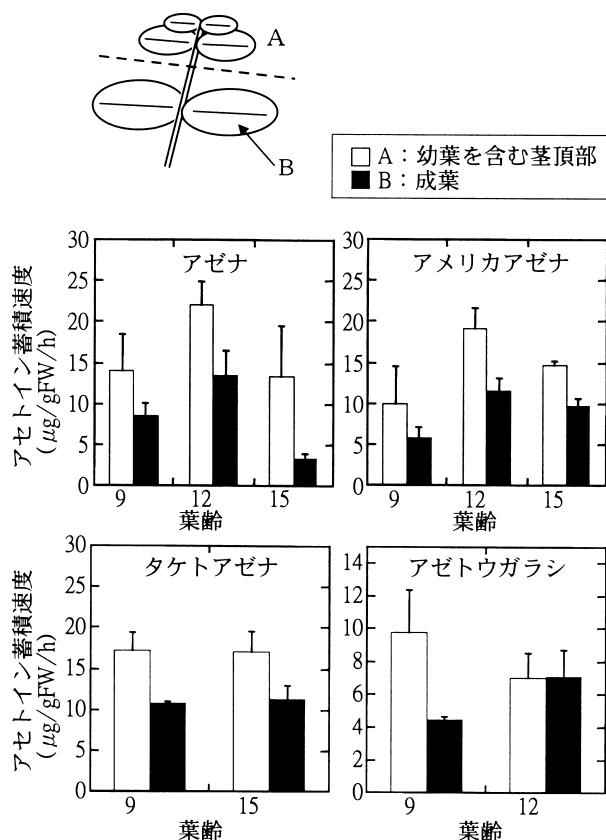 A
B
A：幼葉を含む茎頂部
B：成葉
アセトイン蓄積速度
(μg/gFW/h)
アゼナ
30
25
20
15
10
5
0
9 12 15
葉齢
アメリカアゼナ
30
25
20
15
10
5
0
9 12 15
葉齢
アセトイン蓄積速度
(μg/gFW/h)
タケトアゼナ
30
25
20
15
10
5
0
9 15
葉齢
アゼトウガラシ
14
12
10
8
6
4
2
0
9 12
葉齢